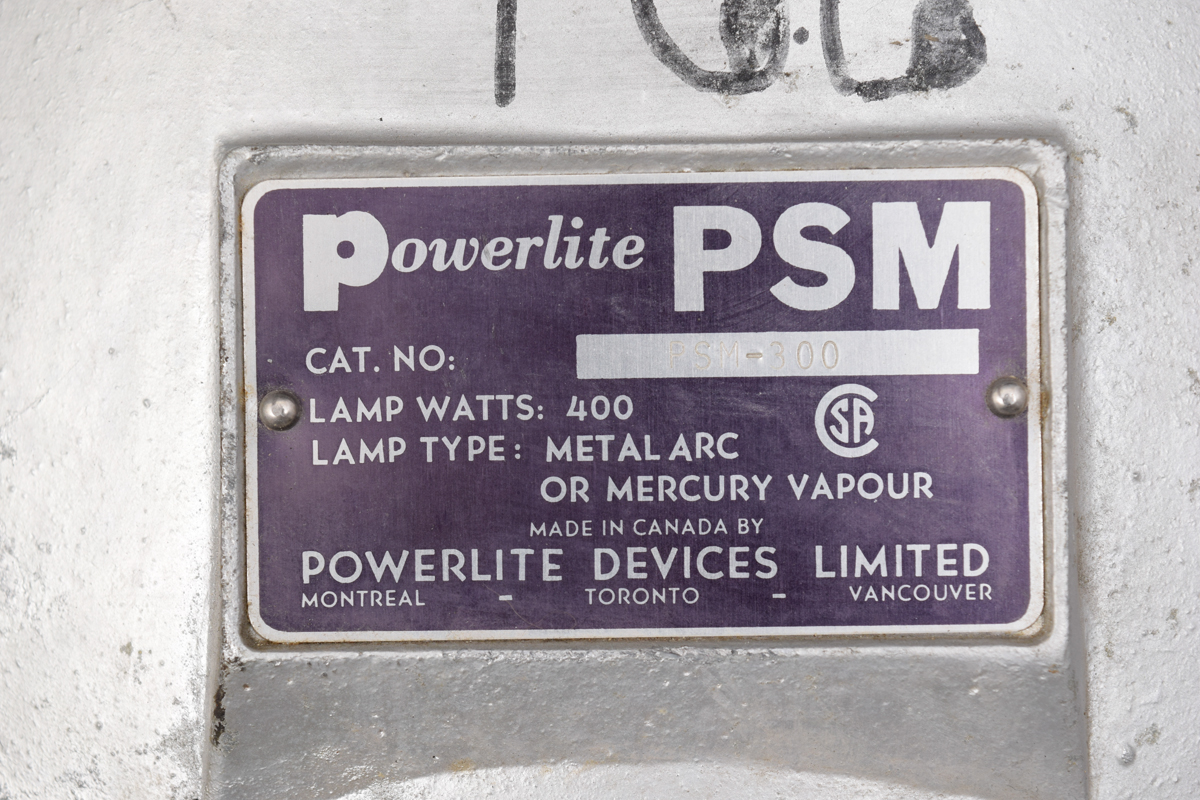 Powerlite PSM
CAT. NO: PSM-300
LAMP WATTS: 400
CSA
LAMP TYPE: METAL ARC
OR MERCURY VAPOUR
MADE IN CANADA BY
POWERLITE DEVICES LIMITED
MONTREAL - TORONTO - VANCOUVER